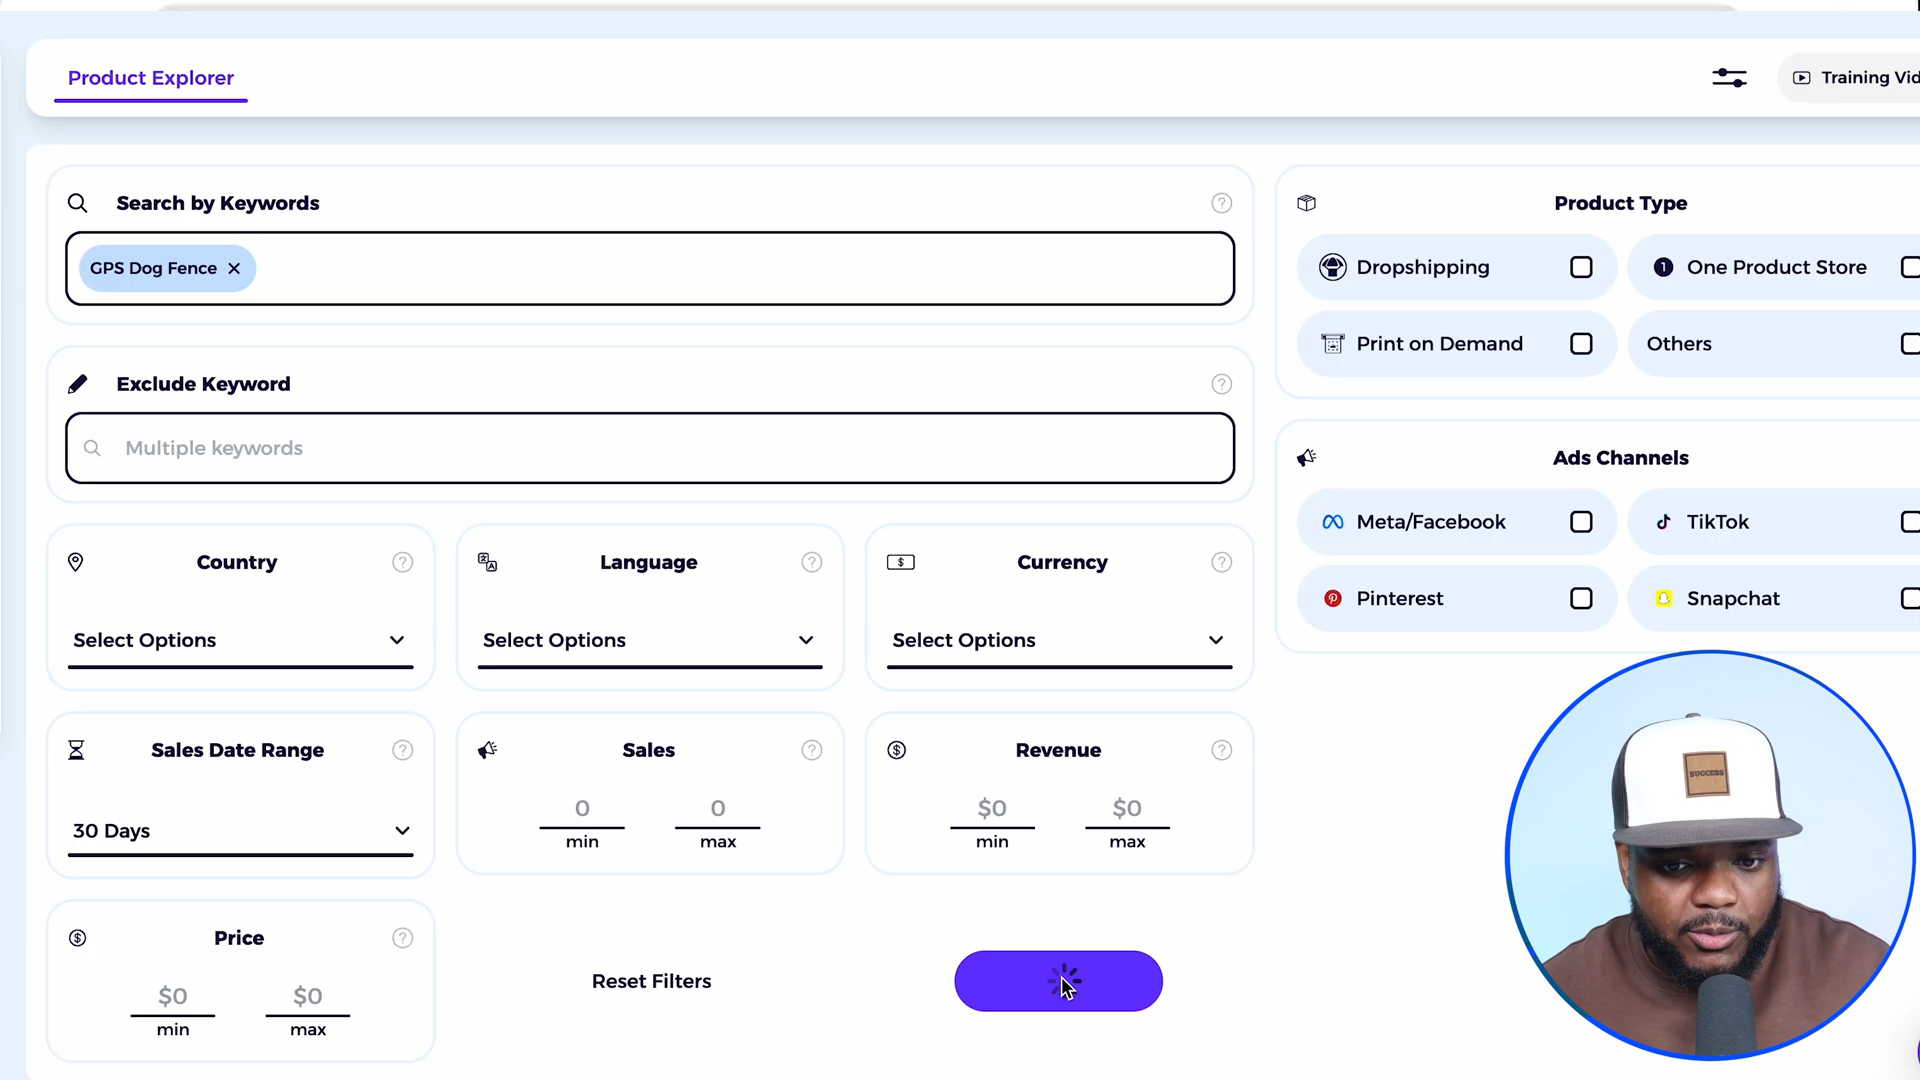 Product Explorer
Training Vid
Search by Keywords
GPS Dog Fence
Exclude Keyword
Multiple keywords
Country
Select Options
Language
Select Options
Currency
Select Options
Sales Date Range
30 Days
Sales
0
min
0
max
Revenue
$0
min
$0
max
Price
$0
min
$0
max
Reset Filters
Product Type
Dropshipping
1 One Product Store
Print on Demand
Others
Ads Channels
Meta/Facebook
TikTok
Pinterest
Snapchat
SUCCESS